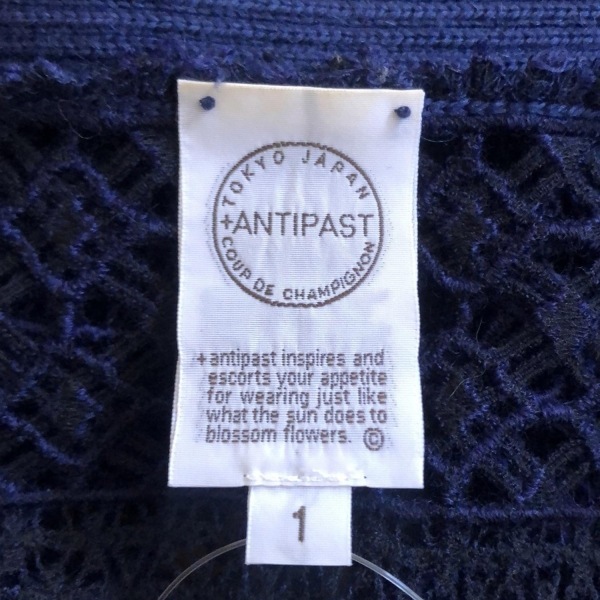 TOKYO JAPAN
+ANTIPAST
COUP DE CHAMPIGNON
+antipast inspires and
escorts your appetite
for wearing just like
what the sun does to
blossom flowers. ©
1